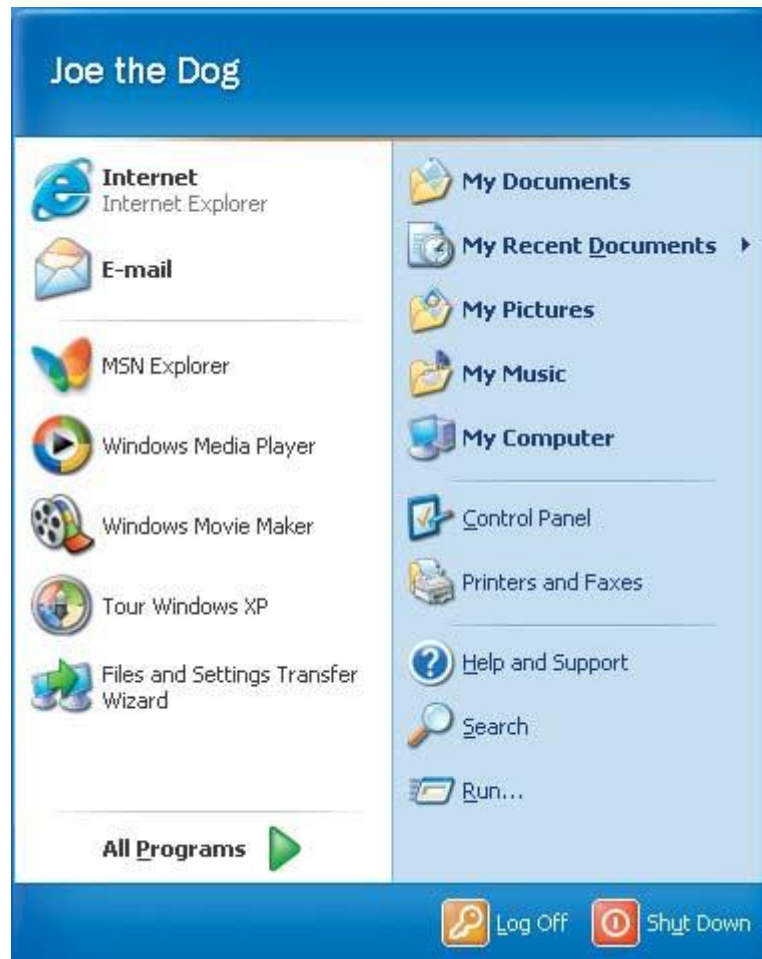 Joe the Dog
Internet
Internet Explorer
E-mail
MSN Explorer
Windows Media Player
Windows Movie Maker
Tour Windows XP
Files and Settings Transfer
Wizard
All Programs
My Documents
My Recent Documents
My Pictures
My Music
My Computer
Control Panel
Printers and Faxes
Help and Support
Search
Run...
Log Off
Shut Down